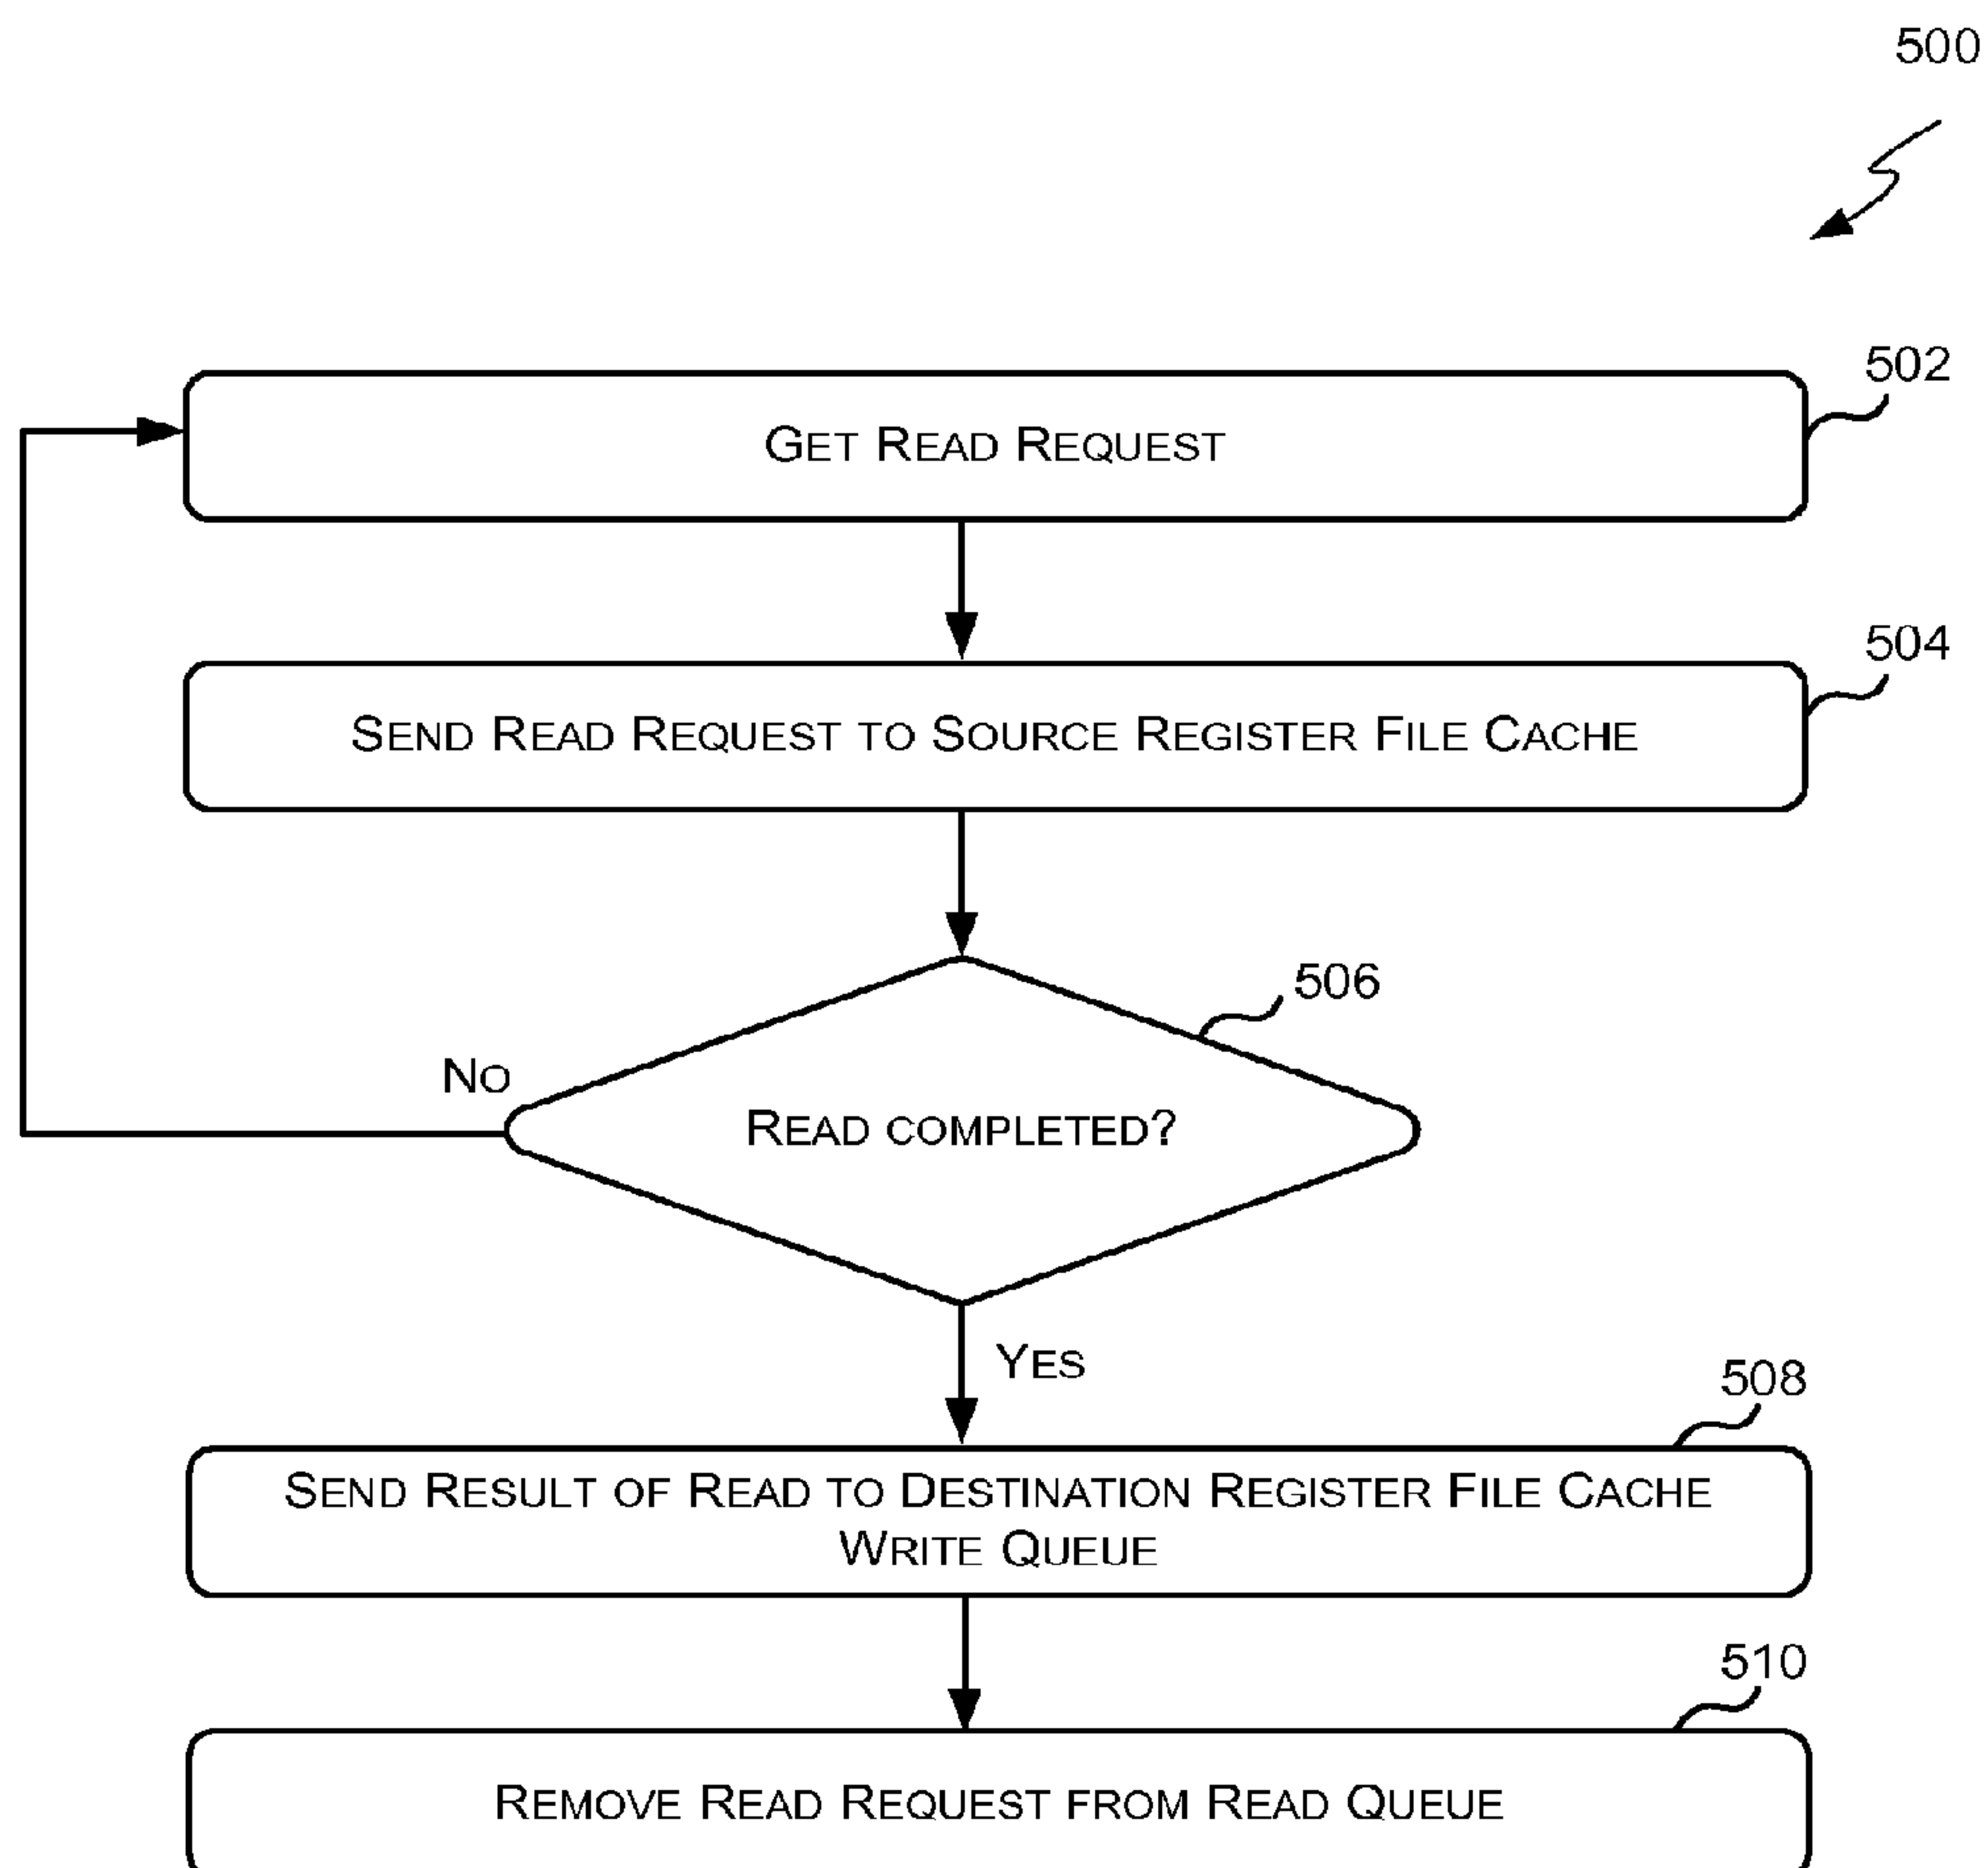 500
502
Get Read Request
504
Send Read Request to Source Register File Cache
506
No
Read completed?
Yes
508
Send Result of Read to Destination Register File Cache
Write Queue
510
Remove Read Request from Read Queue